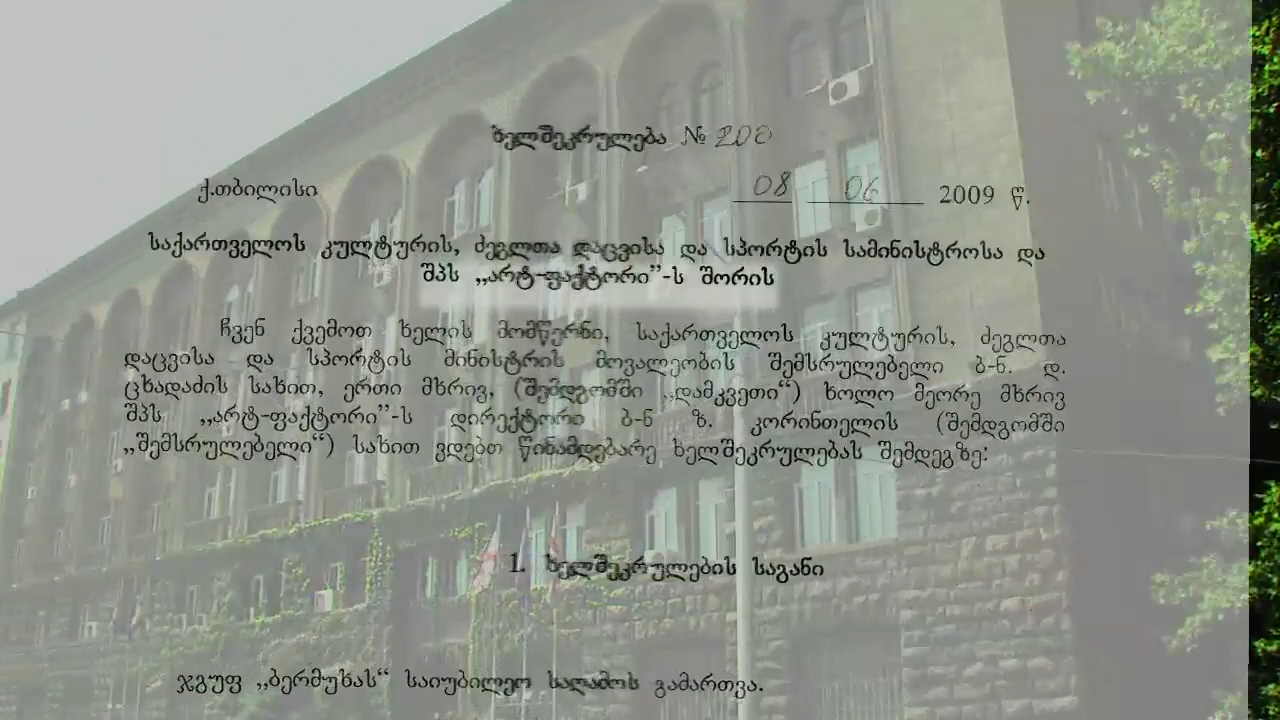 ხელშეკრულება № 208
ქ.თბილისი 08 06 2009 წ.
საქართველოს კულტურის, ძეგლთა დაცვისა და სპორტის სამინისტროსა და
შპს „არტ-ფაქტორი”-ს შორის
ჩვენ ქვემოთ ხელის მომწერნი, საქართველოს კულტურის, ძეგლთა
დაცვისა და სპორტის მინისტრის მოვალეობის შემსრულებელი ბ-ნ. დ.
ცხადაძის სახით, ერთი მხრივ, (შემდგომში „დამკვეთი“) ხოლო მეორე მხრივ
შპს „არტ-ფაქტორი”-ს დირექტორი ბ-ნ ზ. კორინთელის (შემდგომში
„შემსრულებელი“) სახით ვდებთ წინამდებარე ხელშეკრულებას შემდეგზე:
1. ხელშეკრულების საგანი
ჯგუფ „ბერმუხას“ საიუბილეო საღამოს გამართვა.